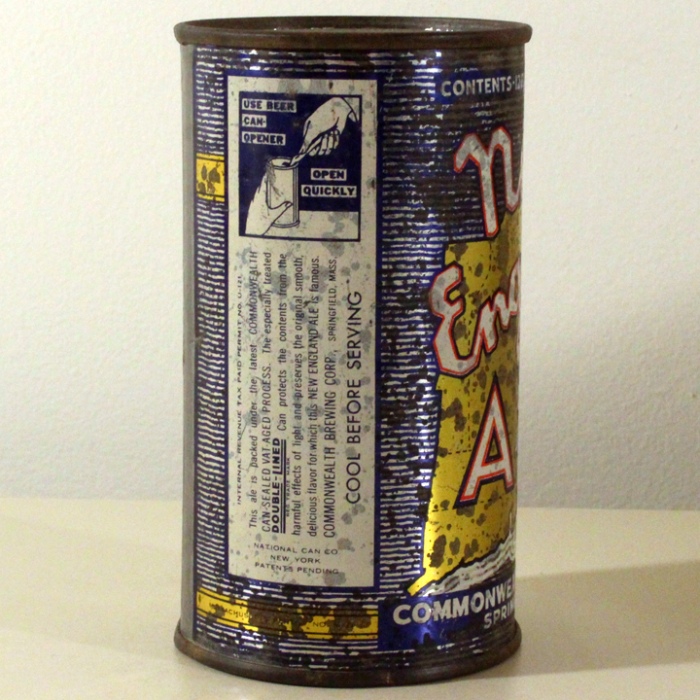 USE BEER
CAN-
OPENER
OPEN
QUICKLY
INTERNAL REVENUE TAX PAID PERMIT NO.
This ale is packed under the latest COMMONWEALTH
CAN-SEALED VAT AGED PROCESS. The especially treated
DOUBLE-LINED Can protects the contents from the
harmful effects of light and preserves the original smooth,
delicious flavor for which this NEW ENGLAND ALE is famous.
COMMONWEALTH BREWING CORP., SPRINGFIELD, MASS.
COOL BEFORE SERVING
NATIONAL CAN CO.
NEW YORK
PATENTS PENDING
CONTENTS-
N
Eng
A
COMMONWE
SPRIN